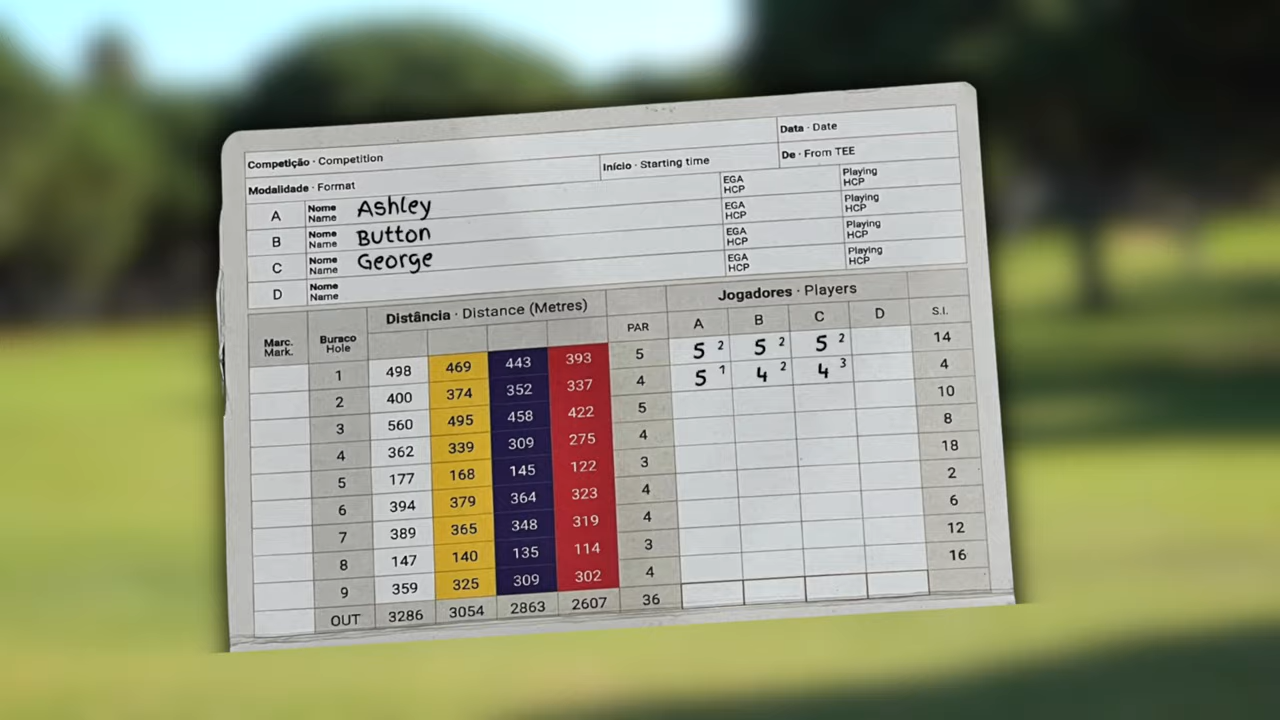 Competição · Competition
Data · Date
Modalidade · Format
Início · Starting time
De · From TEE
A Nome Name Ashley EGA HCP Playing HCP
B Nome Name Button EGA HCP Playing HCP
C Nome Name George EGA HCP Playing HCP
D Nome Name EGA HCP Playing HCP
Marc. Mark. Buraco Hole Distância · Distance (Metres) PAR Jogadores · Players S.I.
A B C D
1 498 469 443 393 5 5 2 5 2 5 2 14
2 400 374 352 337 4 5 1 4 2 4 3 4
3 560 495 458 422 5 10
4 362 339 309 275 4 8
5 177 168 145 122 3 18
6 394 379 364 323 4 2
7 389 365 348 319 4 6
8 147 140 135 114 3 12
9 359 325 309 302 4 16
OUT 3286 3054 2863 2607 36